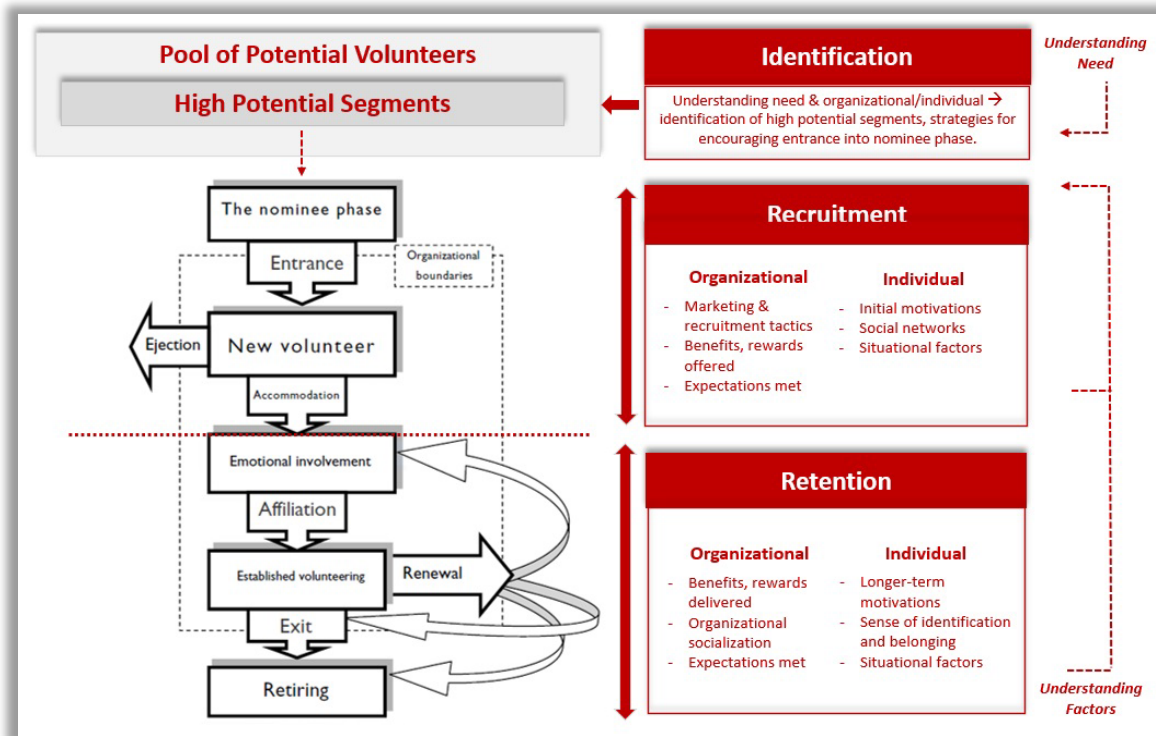 Pool of Potential Volunteers
High Potential Segments
The nominee phase
Entrance
Organizational
boundaries
Ejection
New volunteer
Accommodation
Emotional involvement
Affiliation
Established volunteering
Renewal
Exit
Retiring
Identification
Understanding need & organizational/individual →
identification of high potential segments, strategies for
encouraging entrance into nominee phase.
Understanding
Need
Recruitment
Organizational
- Marketing &
recruitment tactics
- Benefits, rewards
offered
- Expectations met
Individual
- Initial motivations
- Social networks
- Situational factors
Retention
Organizational
- Benefits, rewards
delivered
- Organizational
socialization
- Expectations met
Individual
- Longer-term
motivations
- Sense of identification
and belonging
- Situational factors
Understanding
Factors